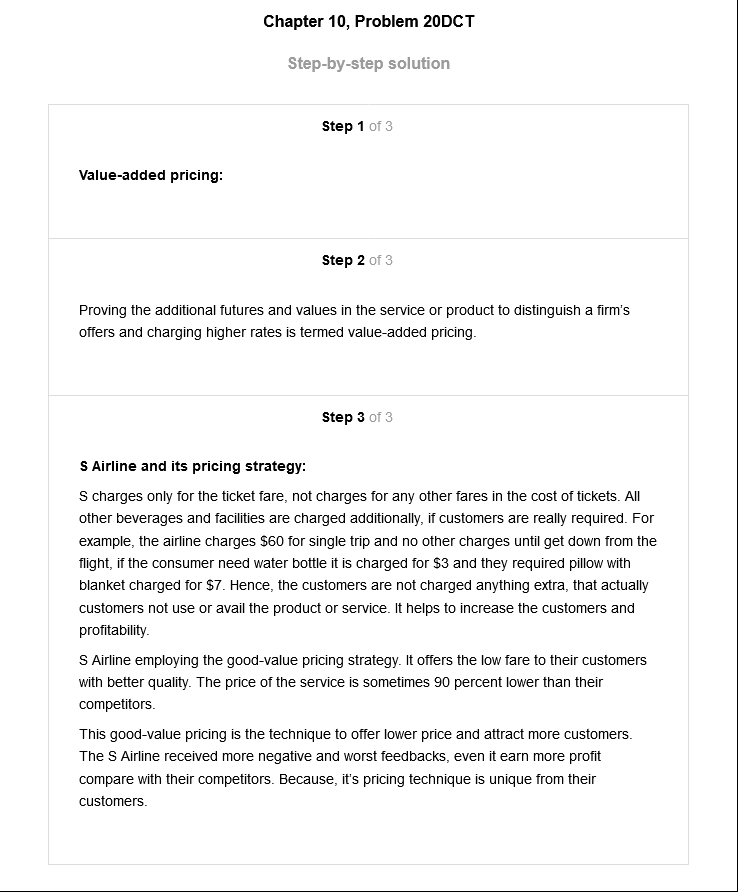 Chapter 10, Problem 20DCT
Step-by-step solution
Step 1 of 3
Value-added pricing:
Step 2 of 3
Proving the additional futures and values in the service or product to distinguish a firm's
offers and charging higher rates is termed value-added pricing.
Step 3 of 3
S Airline and its pricing strategy:
S charges only for the ticket fare, not charges for any other fares in the cost of tickets. All
other beverages and facilities are charged additionally, if customers are really required. For
example, the airline charges $60 for single trip and no other charges until get down from the
flight, if the consumer need water bottle it is charged for $3 and they required pillow with
blanket charged for $7. Hence, the customers are not charged anything extra, that actually
customers not use or avail the product or service. It helps to increase the customers and
profitability.
S Airline employing the good-value pricing strategy. It offers the low fare to their customers
with better quality. The price of the service is sometimes 90 percent lower than their
competitors.
This good-value pricing is the technique to offer lower price and attract more customers.
The S Airline received more negative and worst feedbacks, even it earn more profit
compare with their competitors. Because, it's pricing technique is unique from their
customers.